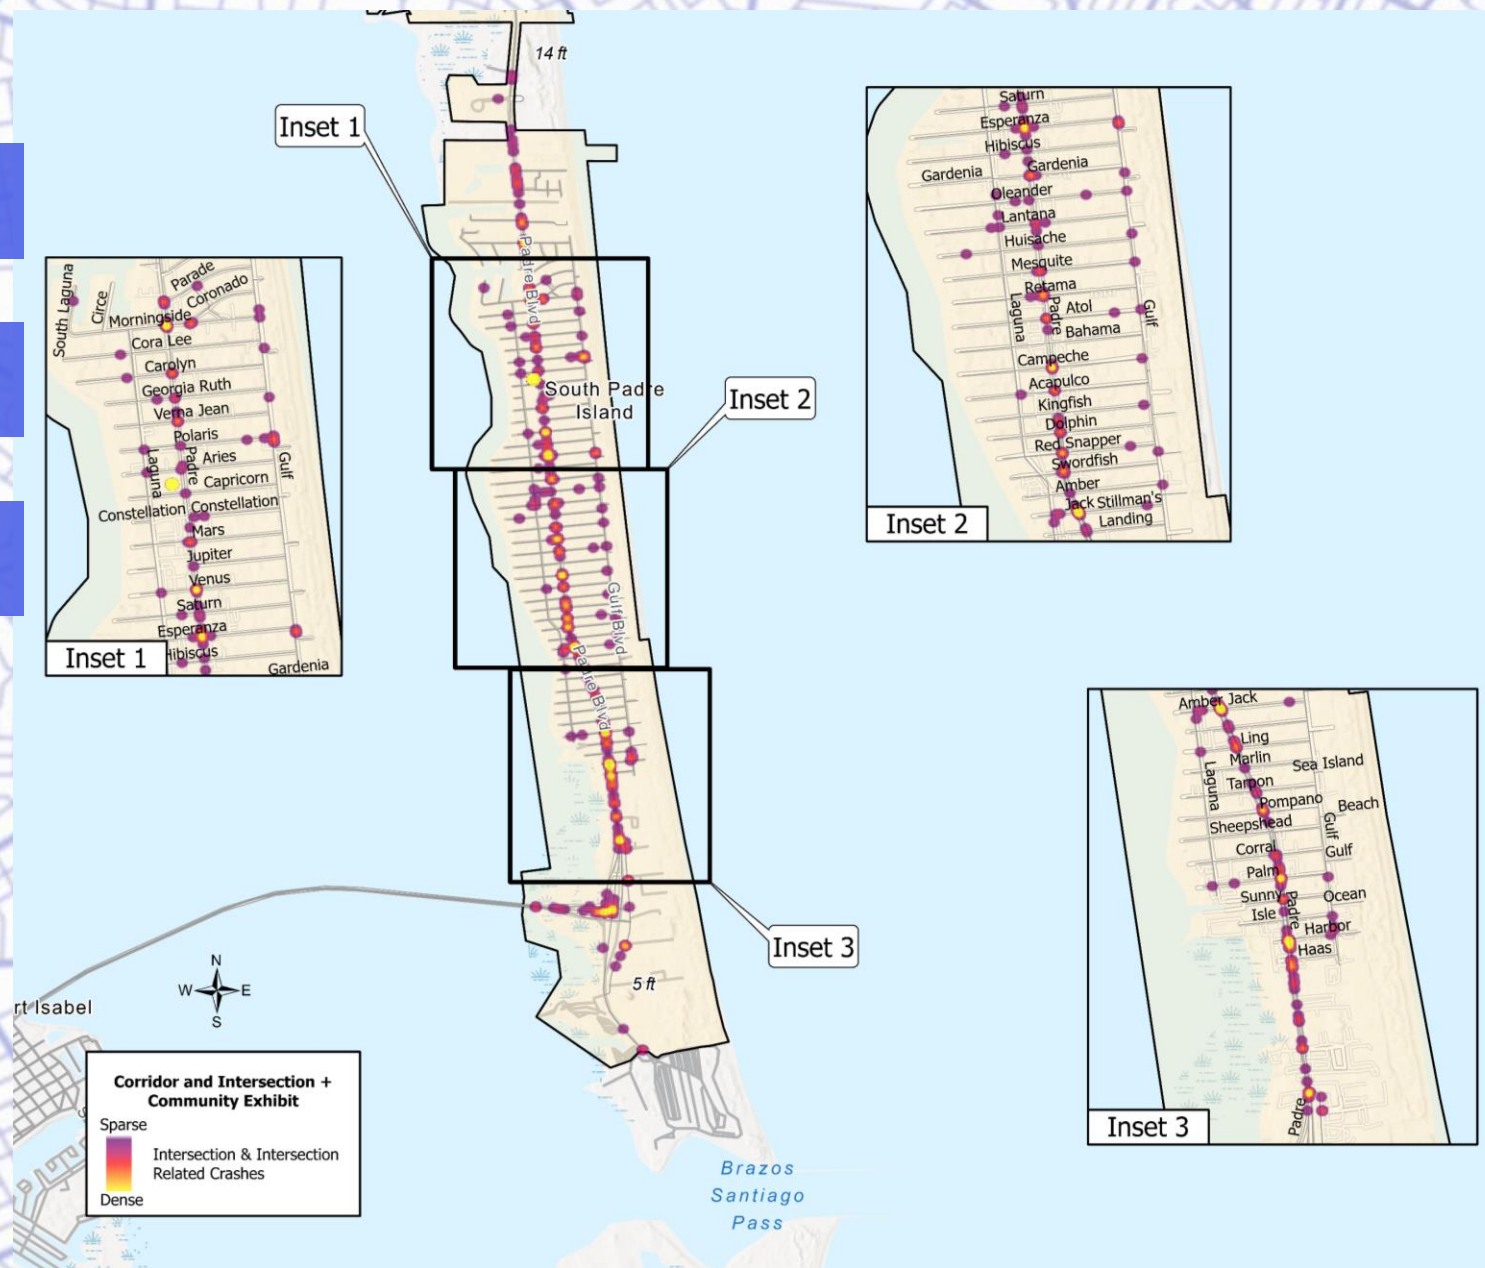 14 ft
Inset 1
Padre Blvd
South Padre
Island
Inset 2
Gulf Blvd
Padre Blvd
Inset 3
5 ft
rt Isabel
N
W E
S
Corridor and Intersection +
Community Exhibit
Sparse
Intersection & Intersection
Related Crashes
Dense
Brazos
Santiago
Pass
South Laguna
Circe
Parade
Coronado
Morningside
Cora Lee
Carolyn
Georgia Ruth
Verna Jean
Polaris
Laguna
Padre
Aries
Gulf
Capricorn
Constellation Constellation
Mars
Jupiter
Venus
Saturn
Esperanza
Hibiscus
Gardenia
Inset 1
Saturn
Esperanza
Hibiscus
Gardenia
Gardenia
Oleander
Lantana
Huisache
Mesquite
Retama
Laguna
Padre
Atol
Gulf
Bahama
Campeche
Acapulco
Kingfish
Dolphin
Red Snapper
Swordfish
Amber
Jack Stillman's
Landing
Inset 2
Amber Jack
Ling
Marlin
Sea Island
Laguna
Tarpon
Pompano
Beach
Sheepshead
Gulf
Corral
Gulf
Palm
Sunny
Padre
Ocean
Isle
Harbor
Haas
Padre
Inset 3